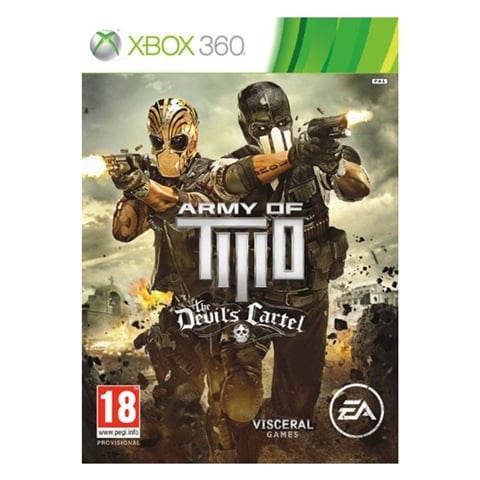 XBOX 360
PAL
ARMY OF
TWO
The
Devil's Cartel
18
www.pegi.info
PROVISIONAL
VISCERAL
GAMES
EA